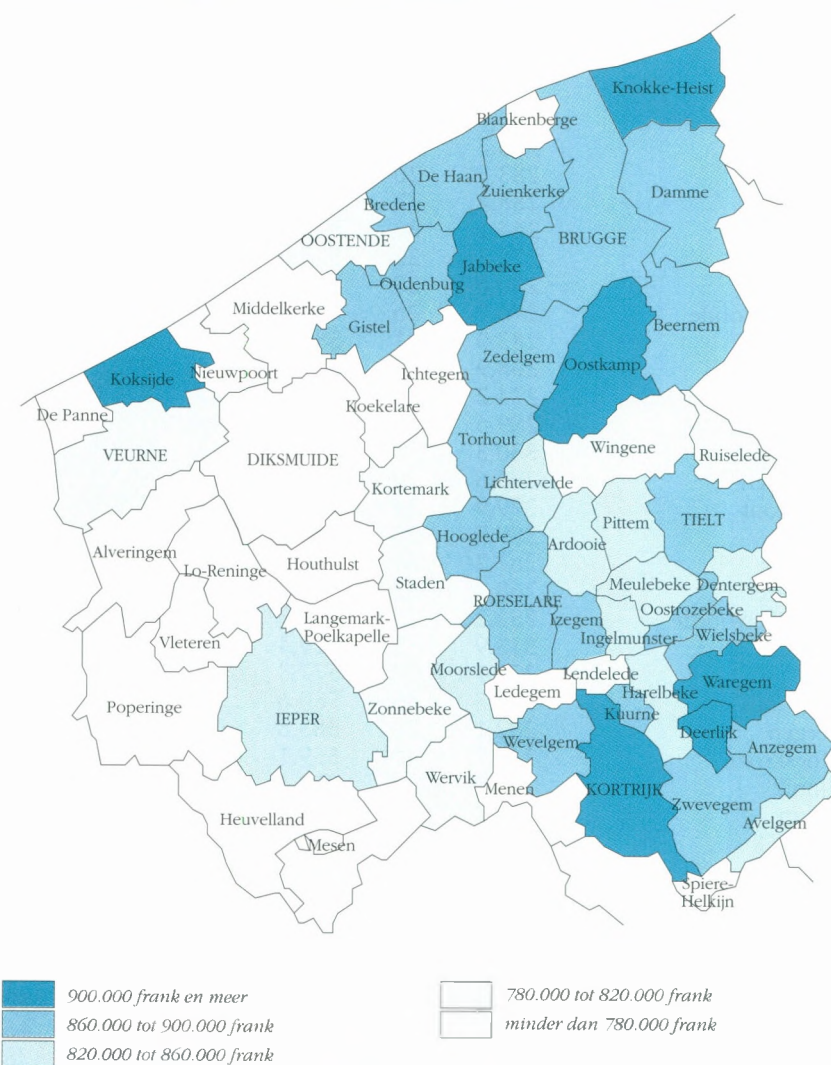 Knokke-Heist
Blankenberge
De Haan
Zuienkerke
Damme
Bredene
OOSTENDE
BRUGGE
Jabbeke
Oudenburg
Middelkerke
Gistel
Beernem
Zedelgem
Oostkamp
Koksijde
Nieuwpoort
Ichtegem
De Panne
Koekelare
VEURNE
DIKSMUIDE
Torhout
Wingene
Ruiselede
Kortemark
Lichtervelde
Pittem
TIELT
Hooglede
Ardooie
Alveringem
Lo-Reninge
Houthulst
Staden
Meulebeke
Dentergem
ROESELARE
Oostrozebeke
Izegem
Langemark-
Poelkapelle
Ingelmunster
Wielsbeke
Vleteren
Moorslede
Lendelede
Waregem
Ledegem
Harelbeke
Poperinge
IEPER
Zonnebeke
Kuurne
Deerlijk
Wevelgem
Anzegem
Wervik
Menen
KORTRIJK
Zwevegem
Heuvelland
Avelgem
Mesen
Spiere-
Helkijn
900.000 frank en meer
860.000 tot 900.000 frank
820.000 tot 860.000 frank
780.000 tot 820.000 frank
minder dan 780.000 frank